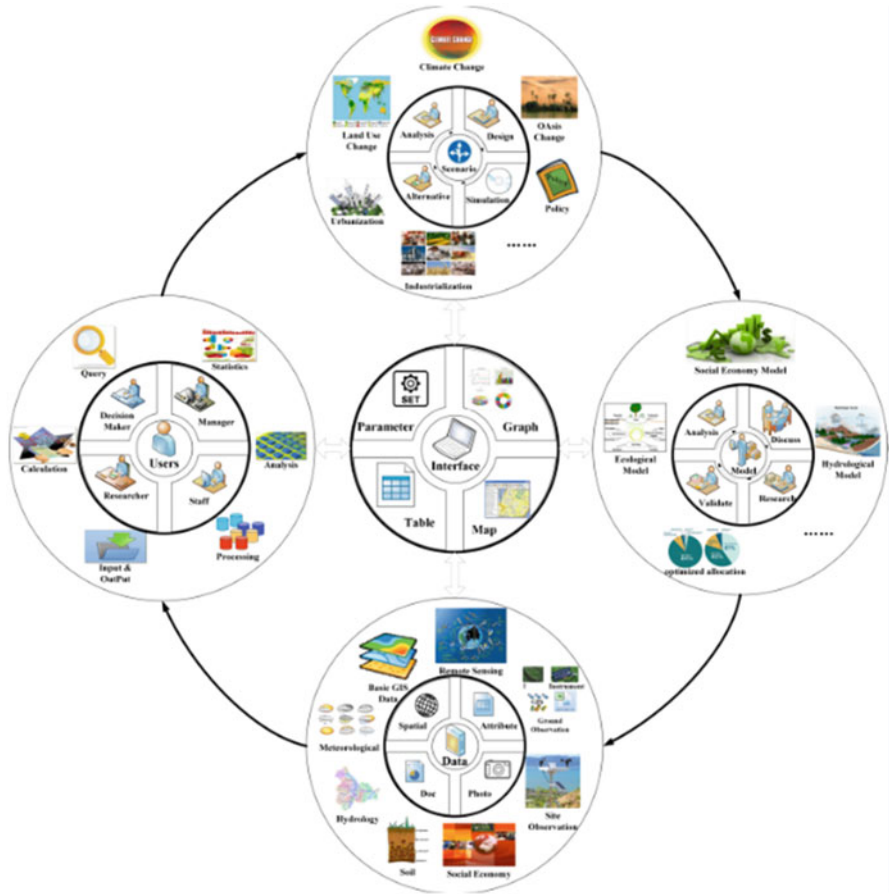 CLIMATE CHANGE
Climate Change
Land Use
Change
OAsis
Change
Analysis
Design
Scenario
Alternative
Simulation
Urbanization
Policy
Policy
Industrialization
......
Query
Statistics
Decision
Maker
Manager
Calculation
Users
Analysis
Researcher
Staff
Input &
OutPut
Processing
SET
Parameter
Graph
Interface
Table
Map
Social Economy Model
Analysis
Discuss
Ecological
Model
Model
Hydrological
Model
Validate
Research
optimized allocation
......
Remote Sensing
Basic GIS
Data
Instrument
Spatial
Attribute
Ground
Observation
Meteorological
Data
Doc
Photo
Hydrology
Site
Observation
Soil
Social Economy